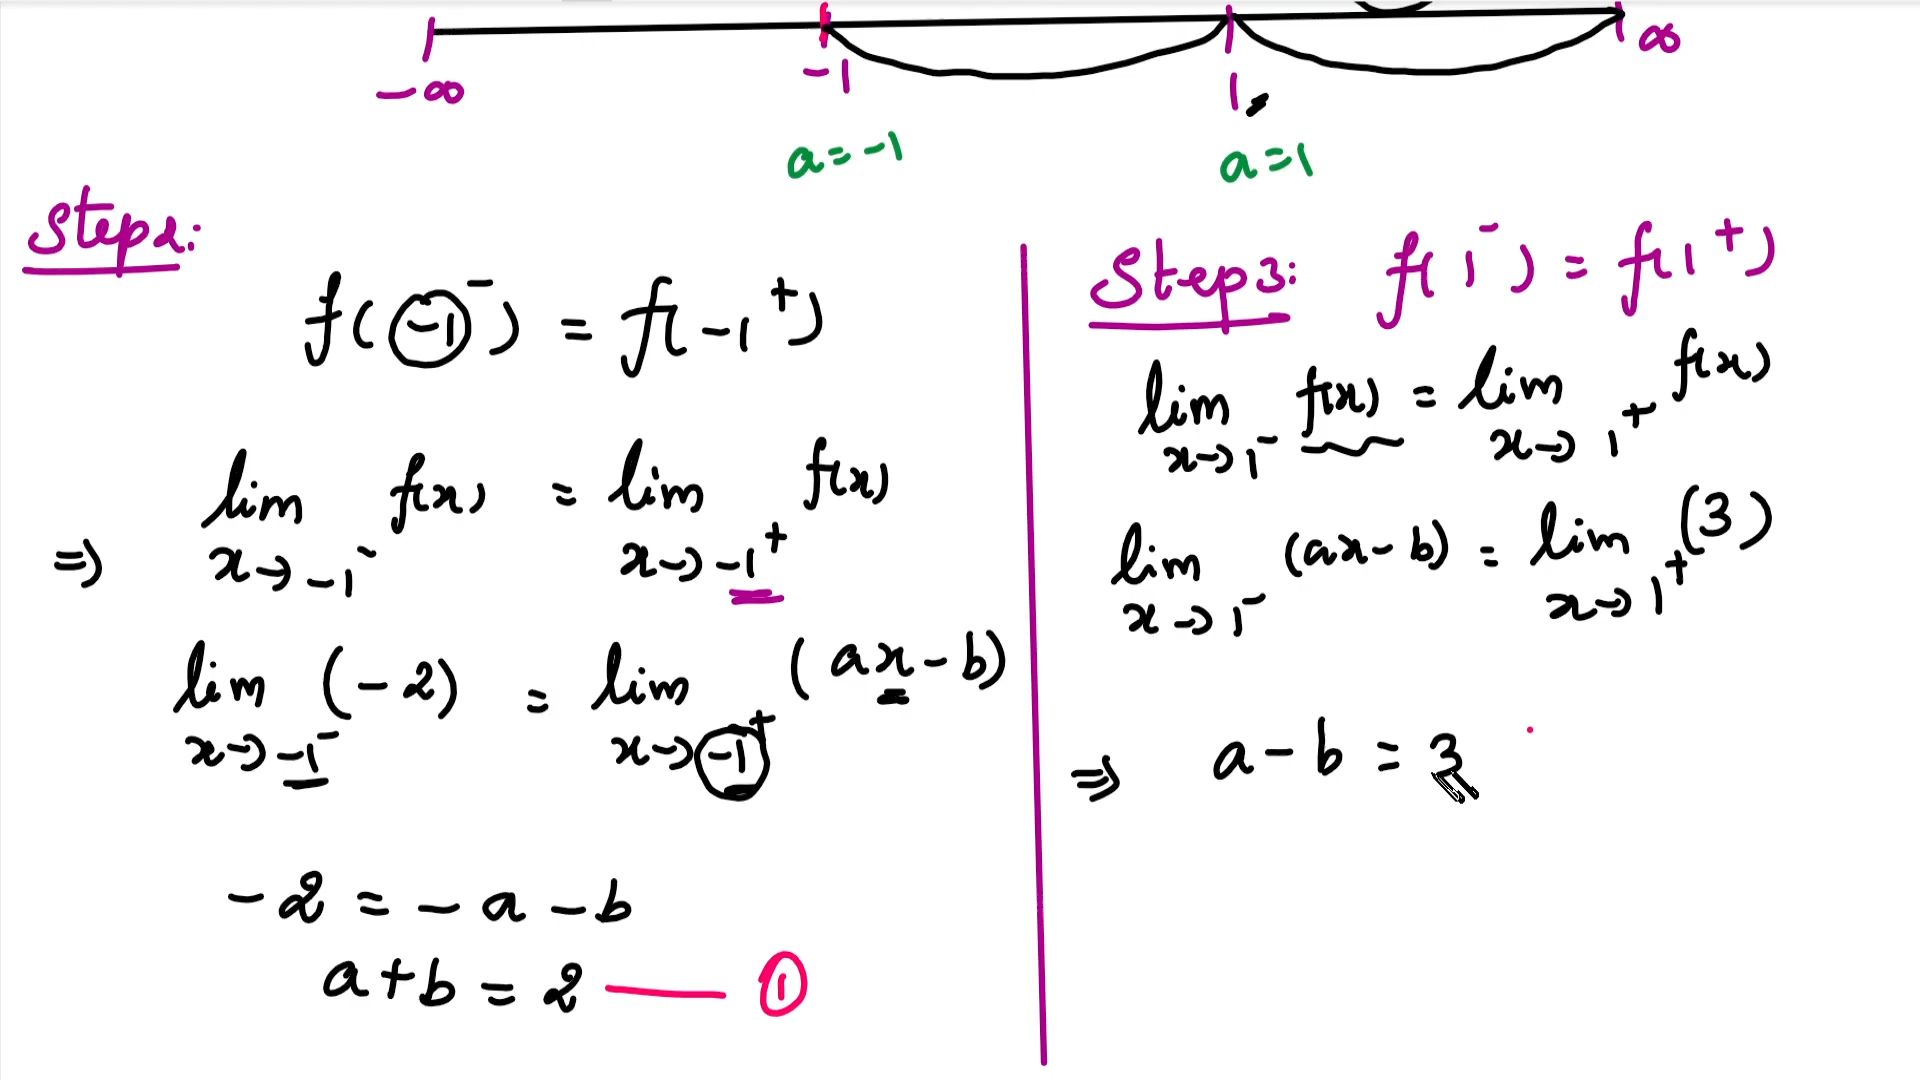 -∞ -1 1 ∞
a=-1 a=1
Step2:
f(-1⁻) = f(-1⁺)
⇒ lim x→-1⁻ f(x) = lim x→-1⁺ f(x)
lim x→-1⁻ (-2) = lim x→-1⁺ (ax-b)
-2 = -a-b
a+b = 2 — ①
Step3: f(1⁻) = f(1⁺)
lim x→1⁻ f(x) = lim x→1⁺ f(x)
lim x→1⁻ (ax-b) = lim x→1⁺ (3)
⇒ a-b = 3